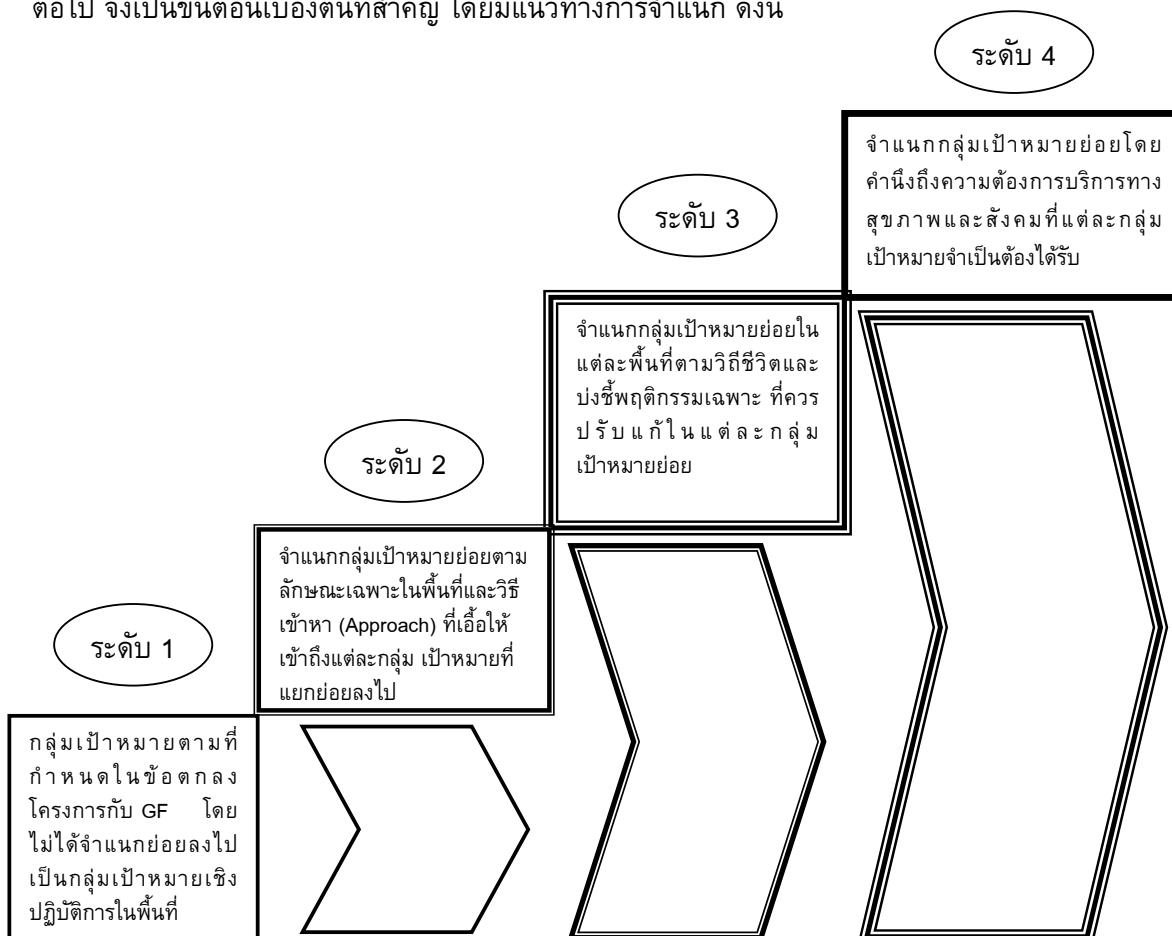 ต่อไป จึงเป็นขั้นตอนเบื้องต้นที่สำคัญ โดยมีแนวทางการจำแนก ดังนี้
ระดับ 4
จำแนกกลุ่มเป้าหมายย่อยโดย
คำนึงถึงความต้องการบริการทาง
สุขภาพและสังคมที่แต่ละกลุ่ม
เป้าหมายจำเป็นต้องได้รับ
ระดับ 3
จำแนกกลุ่มเป้าหมายย่อยใน
แต่ละพื้นที่ตามวิถีชีวิตและ
บ่งชี้พฤติกรรมเฉพาะ ที่ควร
ปรับแก้ในแต่ละกลุ่ม
เป้าหมายย่อย
ระดับ 2
จำแนกกลุ่มเป้าหมายย่อยตาม
ลักษณะเฉพาะในพื้นที่และวิธี
เข้าหา (Approach) ที่เอื้อให้
เข้าถึงแต่ละกลุ่ม เป้าหมายที่
แยกย่อยลงไป
ระดับ 1
กลุ่มเป้าหมายตามที่
กำหนดในข้อตกลง
โครงการกับ GF โดย
ไม่ได้จำแนกย่อยลงไป
เป็นกลุ่มเป้าหมายเชิง
ปฏิบัติการในพื้นที่